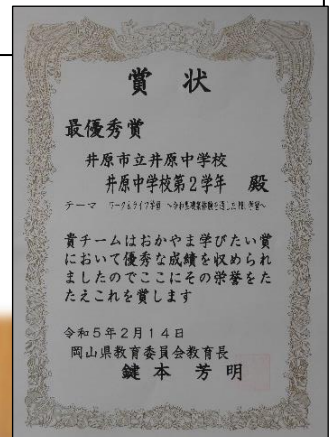 賞状
最優秀賞
井原市立井原中学校
井原中学校第2学年 殿
テーマ
貴チームはおかやま学びたい賞
において優秀な成績を収められ
ましたのでここにその栄誉をた
たえこれを賞します
令和5年2月14日
岡山県教育委員会教育長
鍵本芳明